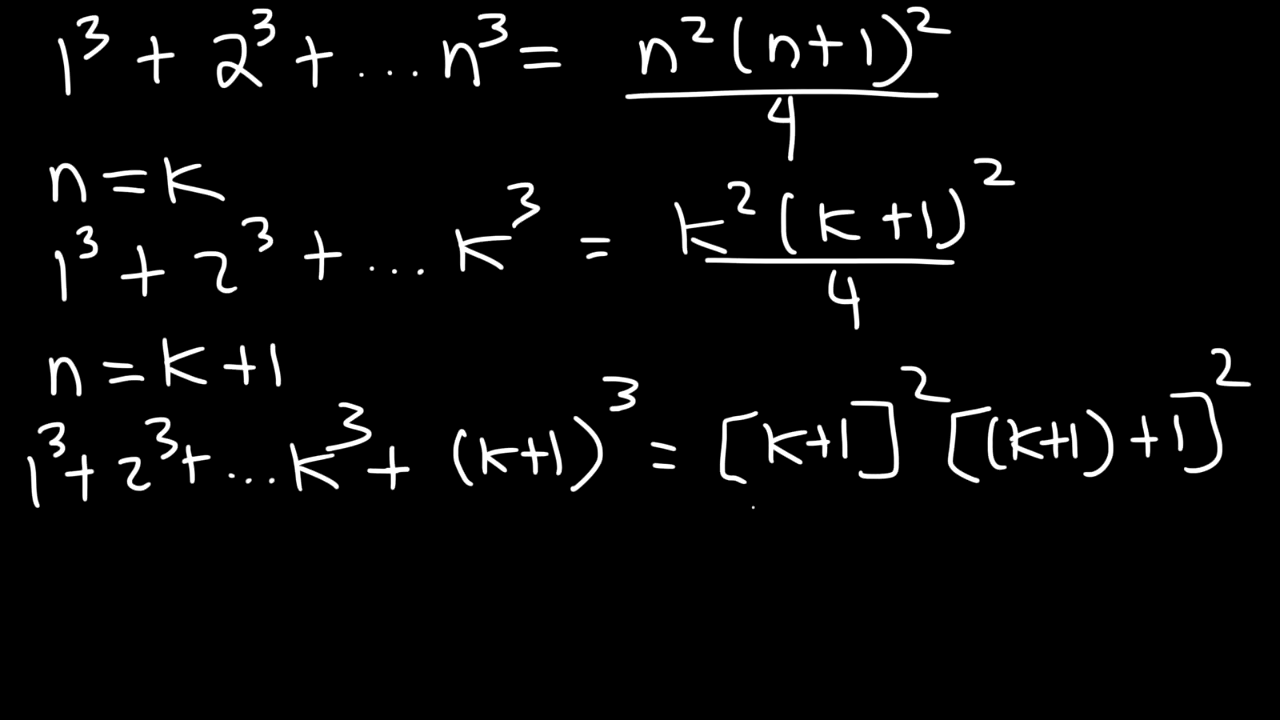 1³ + 2³ + ... n³ = n²(n+1)²/4
n = k
1³ + 2³ + ... k³ = k²(k+1)²/4
n = k+1
1³ + 2³ + ... k³ + (k+1)³ = [k+1]² [(k+1)+1]²